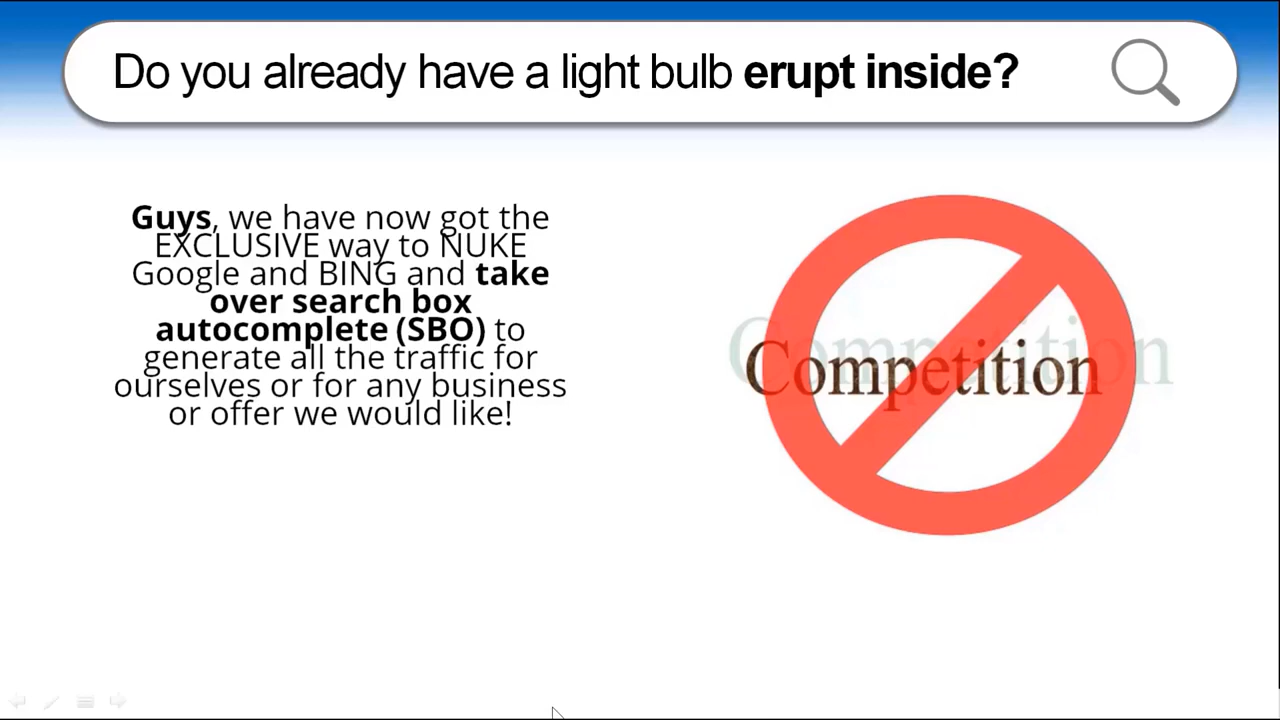 Do you already have a light bulb erupt inside?
Guys, we have now got the
EXCLUSIVE way to NUKE
Google and BING and take
over search box
autocomplete (SBO) to
generate all the traffic for
ourselves or for any business
or offer we would like!
Competition